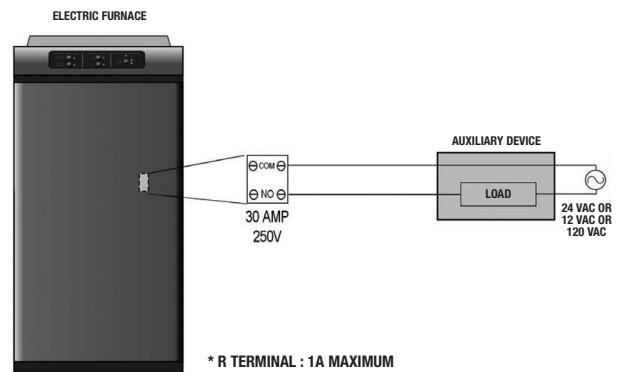 ELECTRIC FURNACE
AUXILIARY DEVICE
COM
NO
LOAD
30 AMP
250V
24 VAC OR
12 VAC OR
120 VAC
* R TERMINAL : 1A MAXIMUM